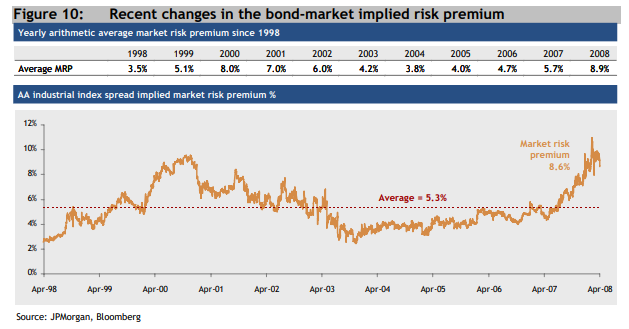 Figure 10: Recent changes in the bond-market implied risk premium
Yearly arithmetic average market risk premium since 1998
1998 1999 2000 2001 2002 2003 2004 2005 2006 2007 2008
Average MRP 3.5% 5.1% 8.0% 7.0% 6.0% 4.2% 3.8% 4.0% 4.7% 5.7% 8.9%
AA industrial index spread implied market risk premium %
12%
Market risk
premium
8.6%
10%
8%
Average = 5.3%
6%
4%
2%
0%
Apr-98 Apr-99 Apr-00 Apr-01 Apr-02 Apr-03 Apr-04 Apr-05 Apr-06 Apr-07 Apr-08
Source: JPMorgan, Bloomberg